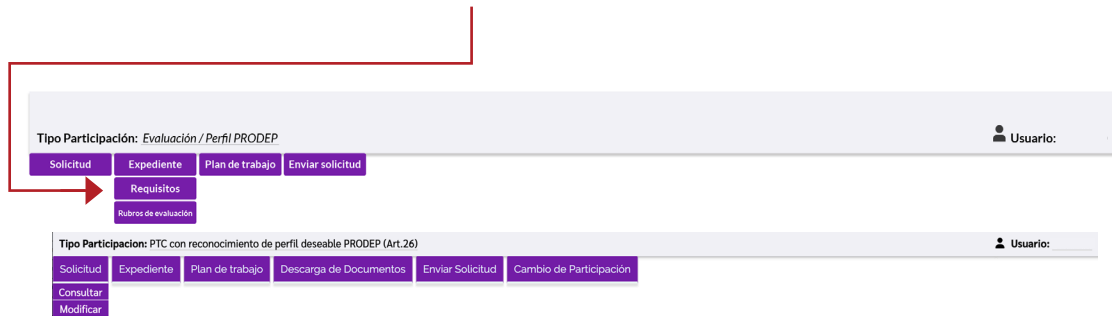 Tipo Participación: Evaluación / Perfil PRODEP Usuario:
Solicitud Expediente Plan de trabajo Enviar solicitud
Requisitos
Rubros de evaluación
Tipo Participacion: PTC con reconocimiento de perfil deseable PRODEP (Art.26) Usuario:
Solicitud Expediente Plan de trabajo Descarga de Documentos Enviar Solicitud Cambio de Participación
Consultar
Modificar